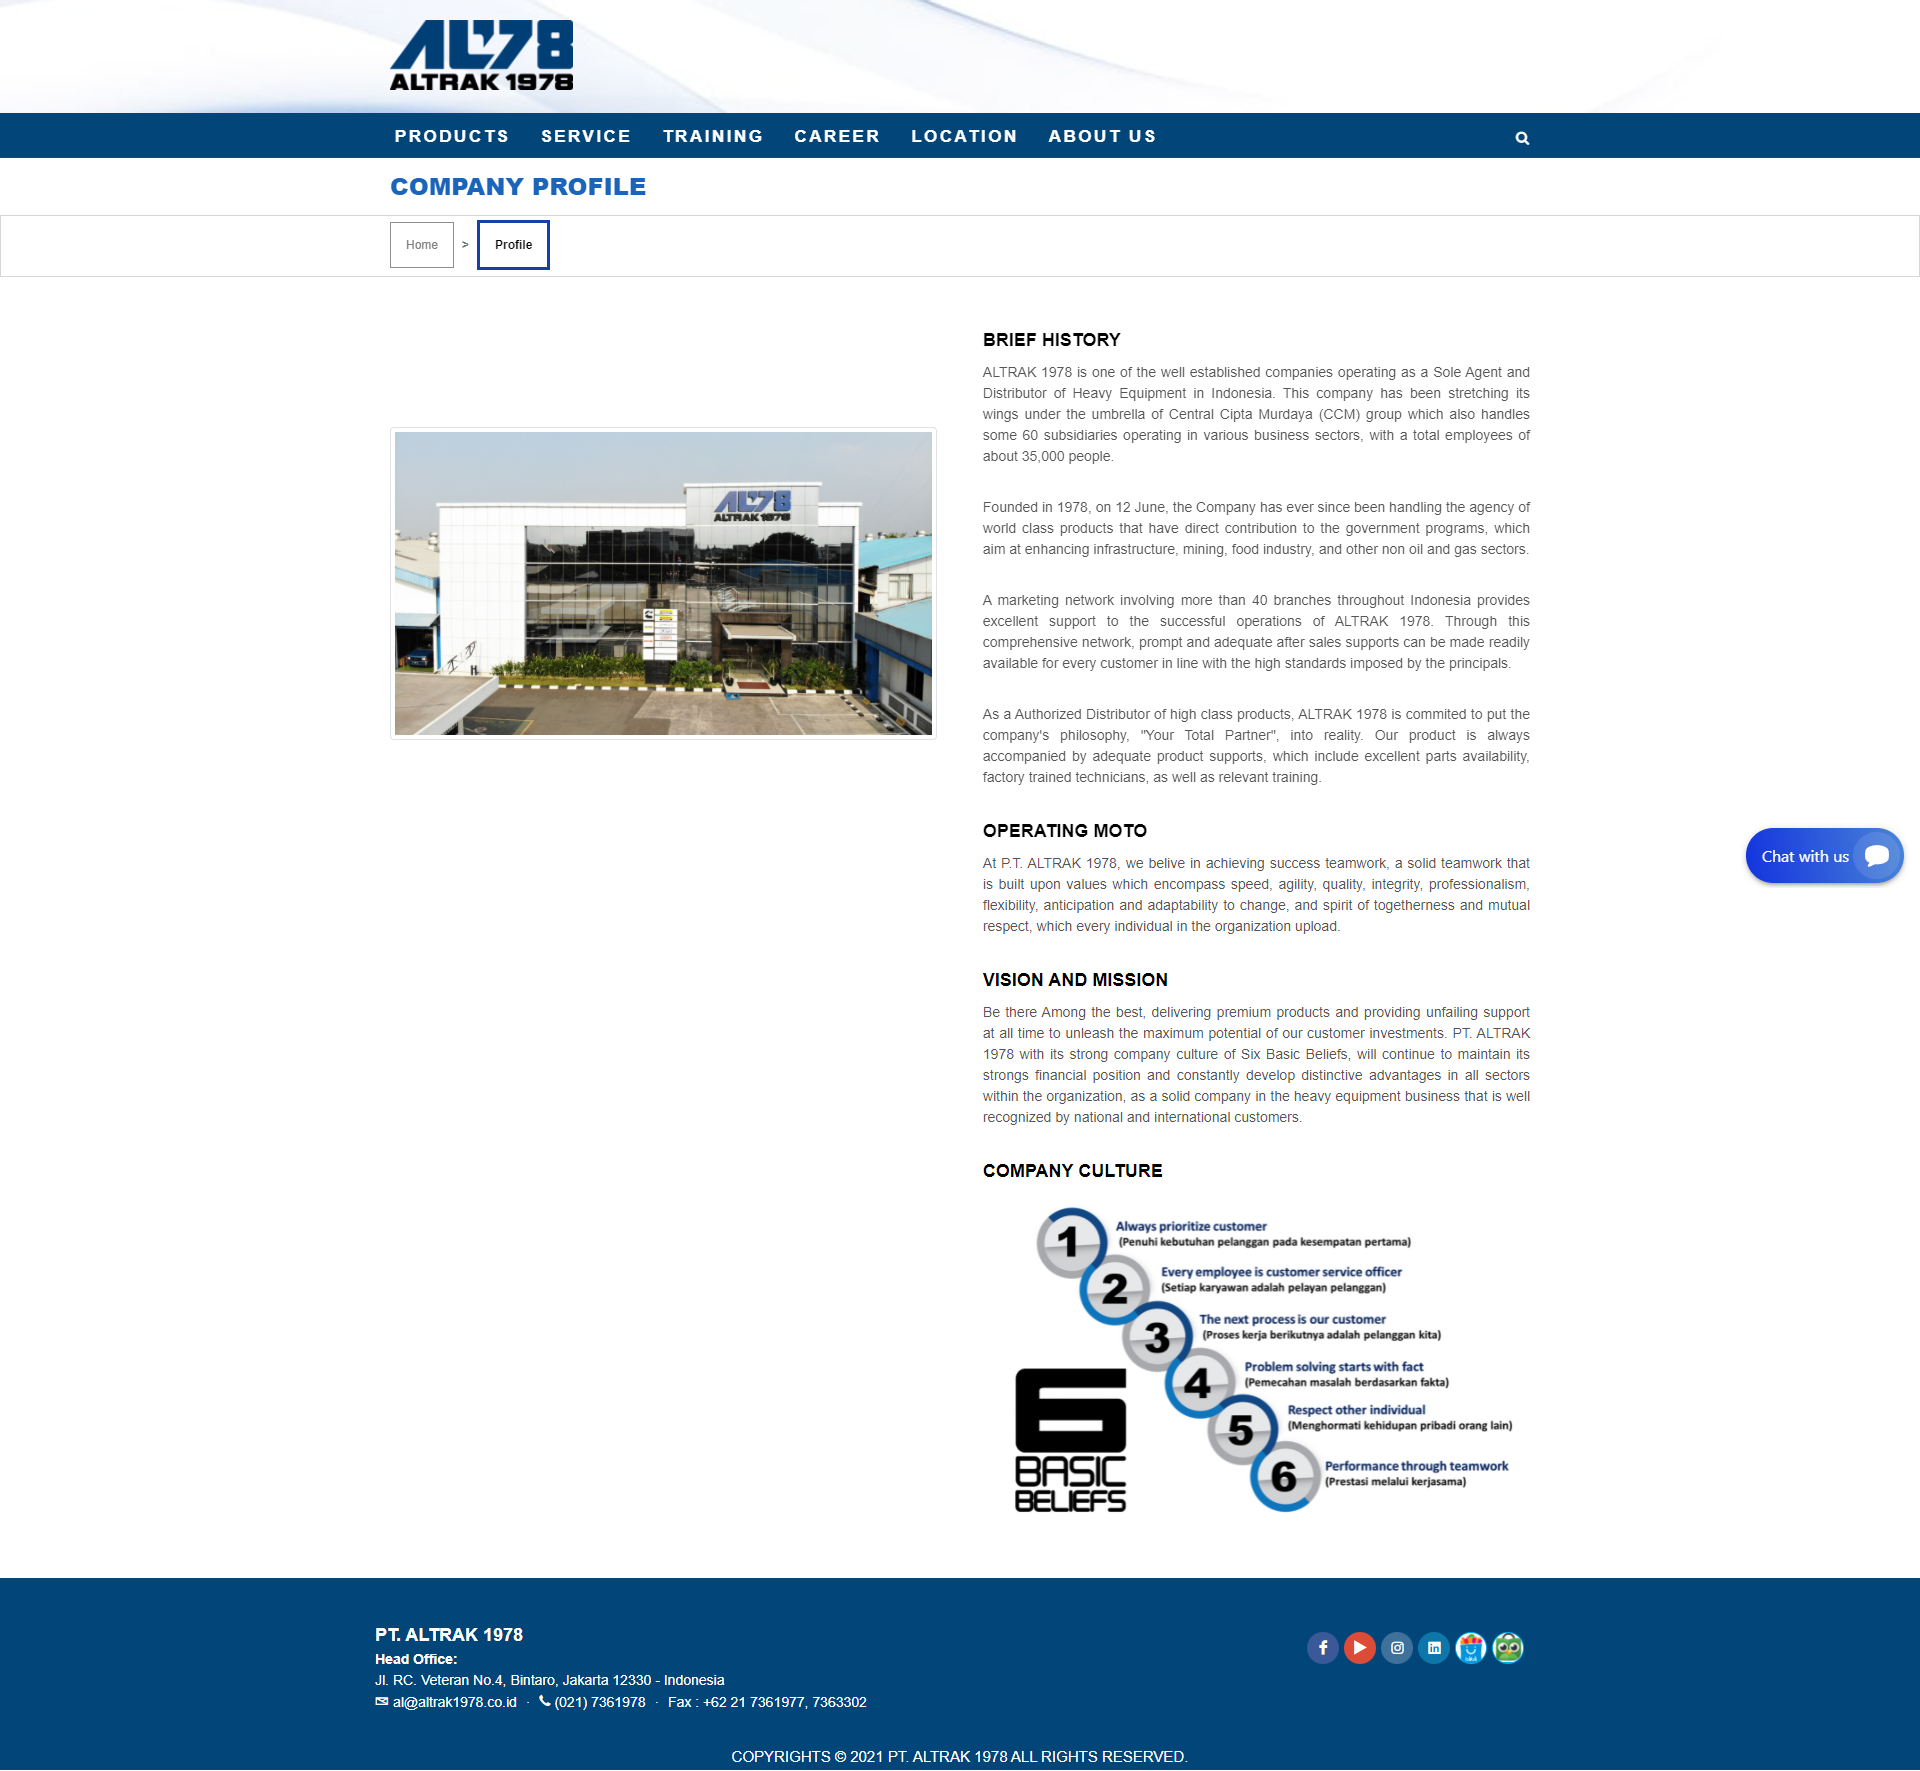 AL78
ALTRAK 1978
PRODUCTS SERVICE TRAINING CAREER LOCATION ABOUT US
COMPANY PROFILE
Home > Profile
AL78
ALTRAK 1978
BRIEF HISTORY
ALTRAK 1978 is one of the well established companies operating as a Sole Agent and
Distributor of Heavy Equipment in Indonesia. This company has been stretching its
wings under the umbrella of Central Cipta Murdaya (CCM) group which also handles
some 60 subsidiaries operating in various business sectors, with a total employees of
about 35,000 people.
Founded in 1978, on 12 June, the Company has ever since been handling the agency of
world class products that have direct contribution to the government programs, which
aim at enhancing infrastructure, mining, food industry, and other non oil and gas sectors.
A marketing network involving more than 40 branches throughout Indonesia provides
excellent support to the successful operations of ALTRAK 1978. Through this
comprehensive network, prompt and adequate after sales supports can be made readily
available for every customer in line with the high standards imposed by the principals.
As a Authorized Distributor of high class products, ALTRAK 1978 is commited to put the
company's philosophy, "Your Total Partner", into reality. Our product is always
accompanied by adequate product supports, which include excellent parts availability,
factory trained technicians, as well as relevant training.
OPERATING MOTO
At P.T. ALTRAK 1978, we belive in achieving success teamwork, a solid teamwork that
is built upon values which encompass speed, agility, quality, integrity, professionalism,
flexibility, anticipation and adaptability to change, and spirit of togetherness and mutual
respect, which every individual in the organization upload.
Chat with us
VISION AND MISSION
Be there Among the best, delivering premium products and providing unfailing support
at all time to unleash the maximum potential of our customer investments. PT. ALTRAK
1978 with its strong company culture of Six Basic Beliefs, will continue to maintain its
strongs financial position and constantly develop distinctive advantages in all sectors
within the organization, as a solid company in the heavy equipment business that is well
recognized by national and international customers.
COMPANY CULTURE
1 Always prioritize customer
(Penuhi kebutuhan pelanggan pada kesempatan pertama)
2 Every employee is customer service officer
(Setiap karyawan adalah pelayan pelanggan)
3 The next process is our customer
(Proses kerja berikutnya adalah pelanggan kita)
4 Problem solving starts with fact
(Pemecahan masalah berdasarkan fakta)
5 Respect other individual
(Menghormati kehidupan pribadi orang lain)
6 Performance through teamwork
(Prestasi melalui kerjasama)
6
BASIC
BELIEFS
PT. ALTRAK 1978
Head Office:
Jl. RC. Veteran No.4, Bintaro, Jakarta 12330 - Indonesia
al@altrak1978.co.id · (021) 7361978 · Fax : +62 21 7361977, 7363302
COPYRIGHTS © 2021 PT. ALTRAK 1978 ALL RIGHTS RESERVED.